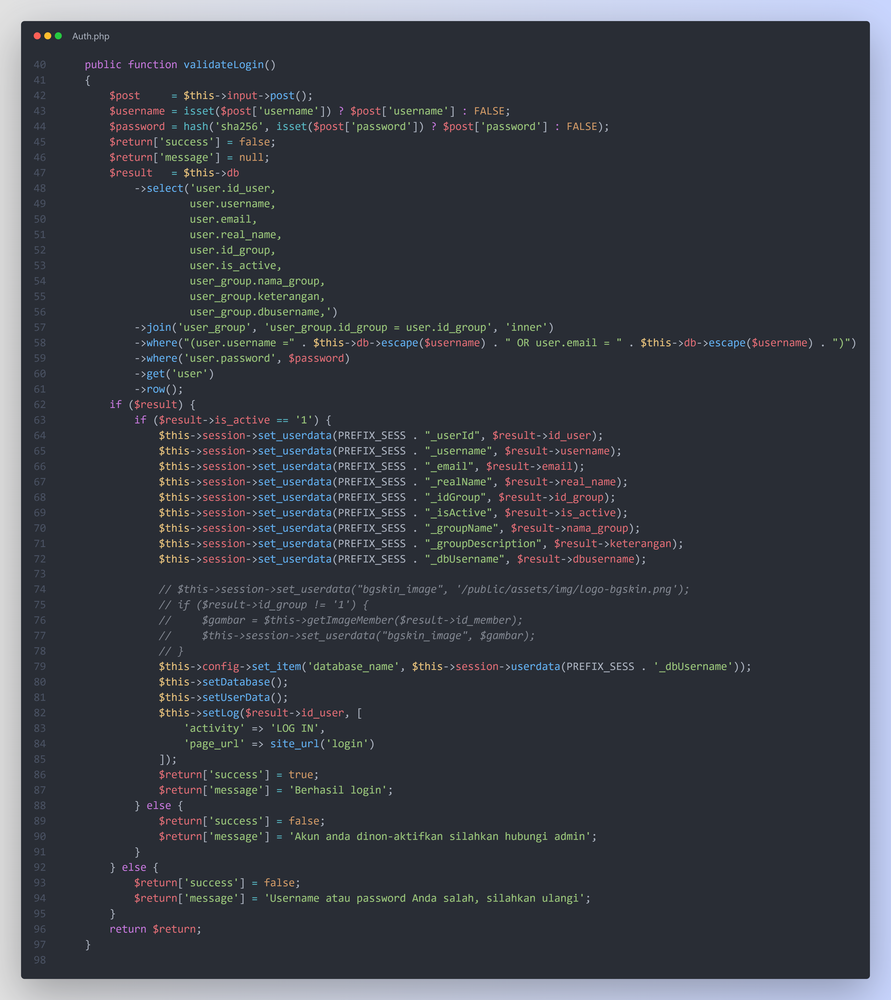 Auth.php
40     public function validateLogin()
41     {
42         $post     = $this->input->post();
43         $username = isset($post['username']) ? $post['username'] : FALSE;
44         $password = hash('sha256', isset($post['password']) ? $post['password'] : FALSE);
45         $return['success'] = false;
46         $return['message'] = null;
47         $result   = $this->db
48             ->select('user.id_user,
49                      user.username,
50                      user.email,
51                      user.real_name,
52                      user.id_group,
53                      user.is_active,
54                      user_group.nama_group,
55                      user_group.keterangan,
56                      user_group.dbusername,')
57             ->join('user_group', 'user_group.id_group = user.id_group', 'inner')
58             ->where("(user.username =" . $this->db->escape($username) . " OR user.email = " . $this->db->escape($username) . ")")
59             ->where('user.password', $password)
60             ->get('user')
61             ->row();
62         if ($result) {
63             if ($result->is_active == '1') {
64                 $this->session->set_userdata(PREFIX_SESS . "_userId", $result->id_user);
65                 $this->session->set_userdata(PREFIX_SESS . "_username", $result->username);
66                 $this->session->set_userdata(PREFIX_SESS . "_email", $result->email);
67                 $this->session->set_userdata(PREFIX_SESS . "_realName", $result->real_name);
68                 $this->session->set_userdata(PREFIX_SESS . "_idGroup", $result->id_group);
69                 $this->session->set_userdata(PREFIX_SESS . "_isActive", $result->is_active);
70                 $this->session->set_userdata(PREFIX_SESS . "_groupName", $result->nama_group);
71                 $this->session->set_userdata(PREFIX_SESS . "_groupDescription", $result->keterangan);
72                 $this->session->set_userdata(PREFIX_SESS . "_dbUsername", $result->dbusername);
73
74                 // $this->session->set_userdata("bgskin_image", '/public/assets/img/logo-bgskin.png');
75                 // if ($result->id_group != '1') {
76                 //     $gambar = $this->getImageMember($result->id_member);
77                 //     $this->session->set_userdata("bgskin_image", $gambar);
78                 // }
79                 $this->config->set_item('database_name', $this->session->userdata(PREFIX_SESS . '_dbUsername'));
80                 $this->setDatabase();
81                 $this->setUserData();
82                 $this->setLog($result->id_user, [
83                     'activity' => 'LOG IN',
84                     'page_url' => site_url('login')
85                 ]);
86                 $return['success'] = true;
87                 $return['message'] = 'Berhasil login';
88             } else {
89                 $return['success'] = false;
90                 $return['message'] = 'Akun anda dinon-aktifkan silahkan hubungi admin';
91             }
92         } else {
93             $return['success'] = false;
94             $return['message'] = 'Username atau password Anda salah, silahkan ulangi';
95         }
96         return $return;
97     }
98